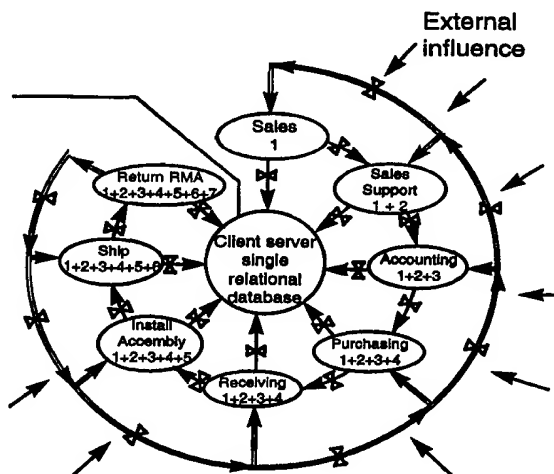 External
influence
Sales
1
Sales
Support
1 + 2
Accounting
1+2+3
Purchasing
1+2+3+4
Receiving
1+2+3+4
Install
Accembly
1+2+3+4+5
Ship
1+2+3+4+5+6
Return RMA
1+2+3+4+5+6+7
Client server
single
relational
database